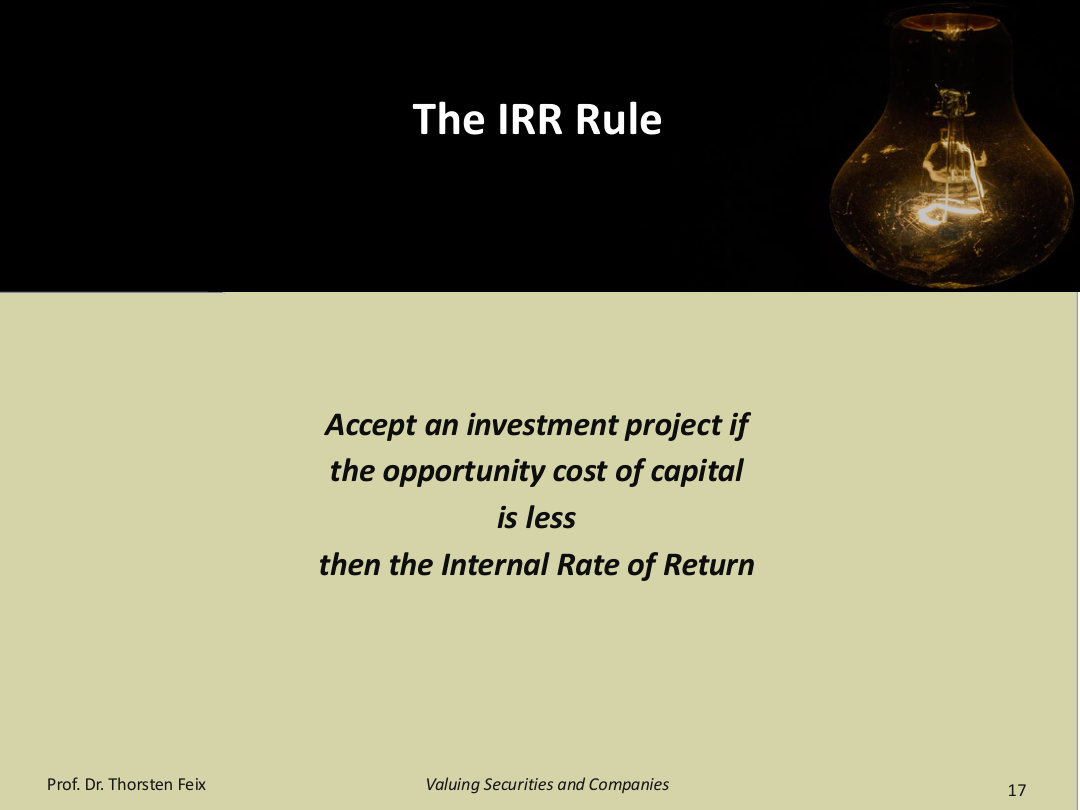 The IRR Rule
Accept an investment project if
the opportunity cost of capital
is less
then the Internal Rate of Return
Prof. Dr. Thorsten Feix
Valuing Securities and Companies
17